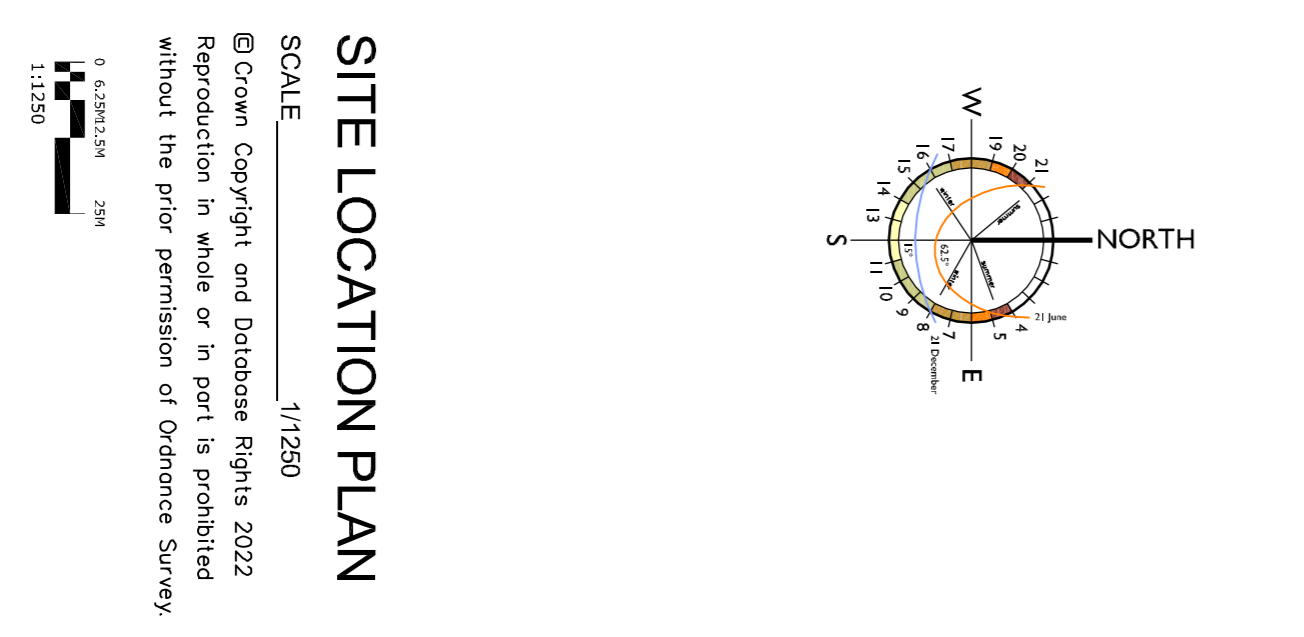 SITE LOCATION PLAN
SCALE 1/1250
© Crown Copyright and Database Rights 2022
Reproduction in whole or in part is prohibited
without the prior permission of Ordnance Survey.
0 6.25M 12.5M 25M
1:1250
NORTH
W
E
S
21
20
19
17
16
15
14
13
11
10
9
8
7
5
4
winter
summer
summer
winter
62.5°
15°
21 June
21 December